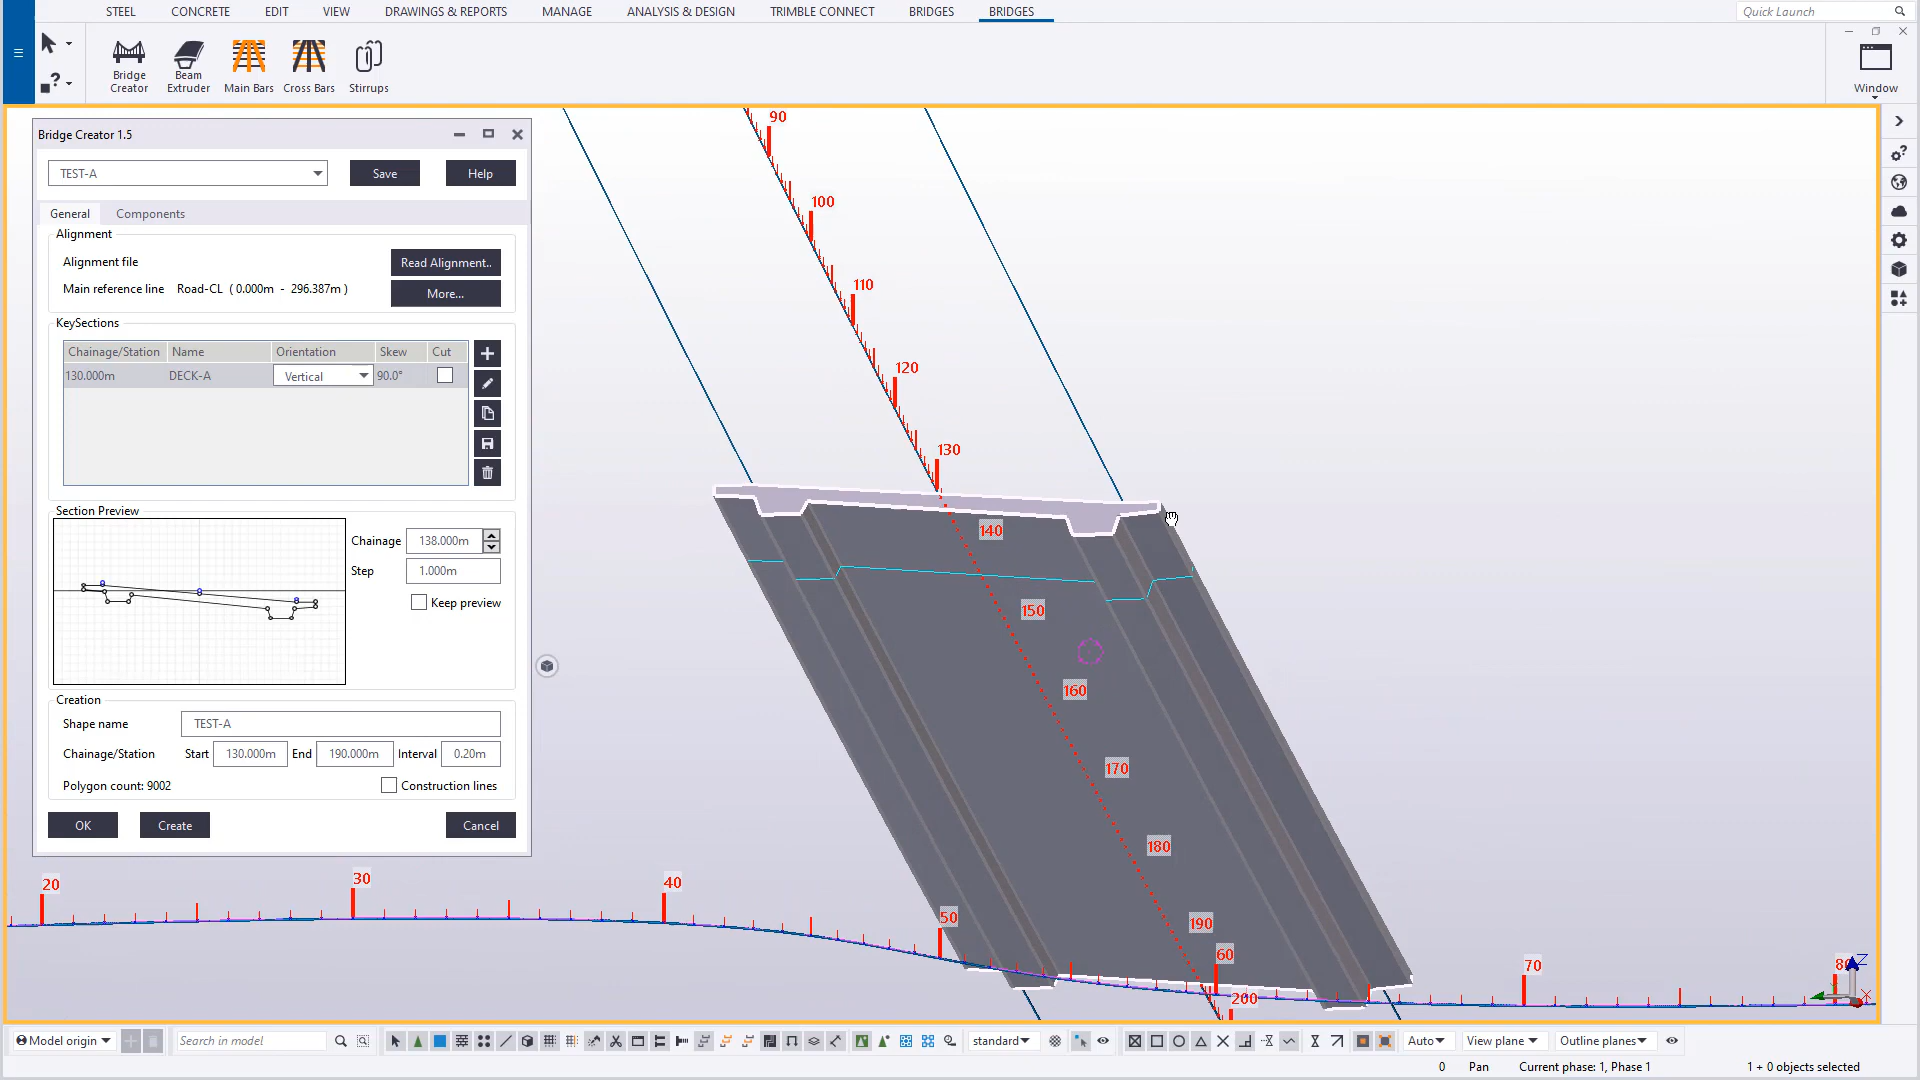 STEEL CONCRETE EDIT VIEW DRAWINGS & REPORTS MANAGE ANALYSIS & DESIGN TRIMBLE CONNECT BRIDGES BRIDGES Quick Launch
Bridge Creator
Beam Extruder
Main Bars
Cross Bars
Stirrups
Window
Bridge Creator 1.5
TEST-A Save Help
General Components
Alignment
Alignment file Read Alignment..
Main reference line Road-CL ( 0.000m - 296.387m ) More...
KeySections
Chainage/Station Name Orientation Skew Cut
130.000m DECK-A Vertical 90.0°
Section Preview
Chainage 138.000m
Step 1.000m
Keep preview
Creation
Shape name TEST-A
Chainage/Station Start 130.000m End 190.000m Interval 0.20m
Polygon count: 9002 Construction lines
OK Create Cancel
90
100
110
120
130
140
150
160
170
180
190
200
20
30
40
50
60
70
80
Z
X
Model origin Search in model standard Auto View plane Outline planes
0 Pan Current phase: 1, Phase 1 1 + 0 objects selected